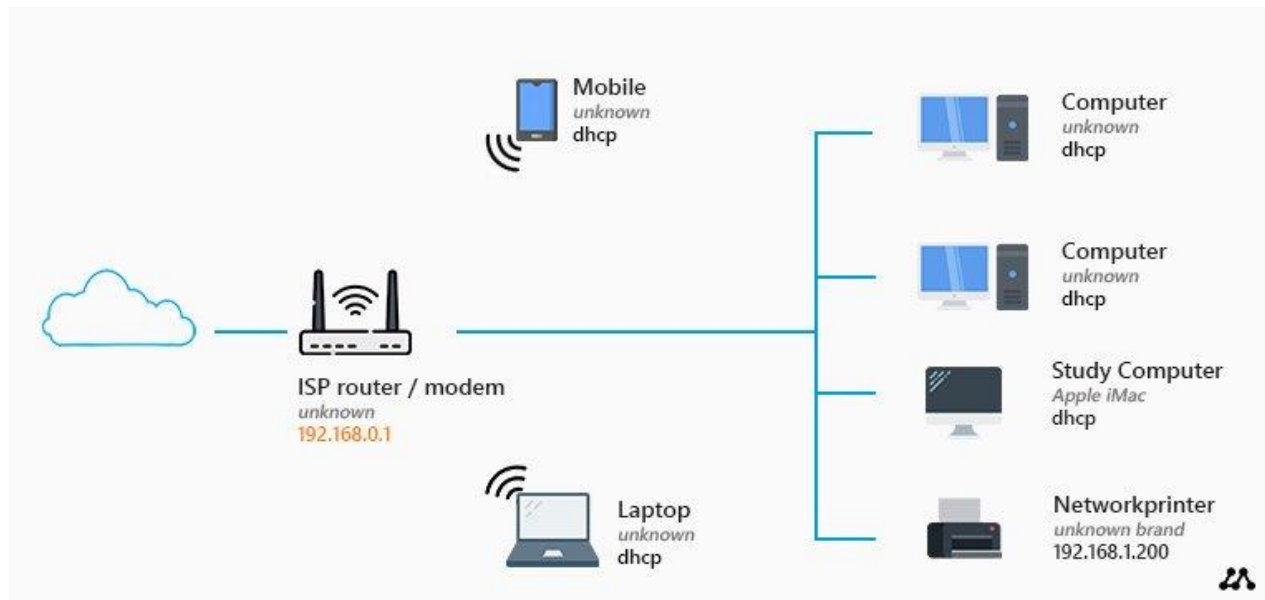 Mobile
unknown
dhcp
Computer
unknown
dhcp
Computer
unknown
dhcp
ISP router / modem
unknown
192.168.0.1
Study Computer
Apple iMac
dhcp
Laptop
unknown
dhcp
Networkprinter
unknown brand
192.168.1.200